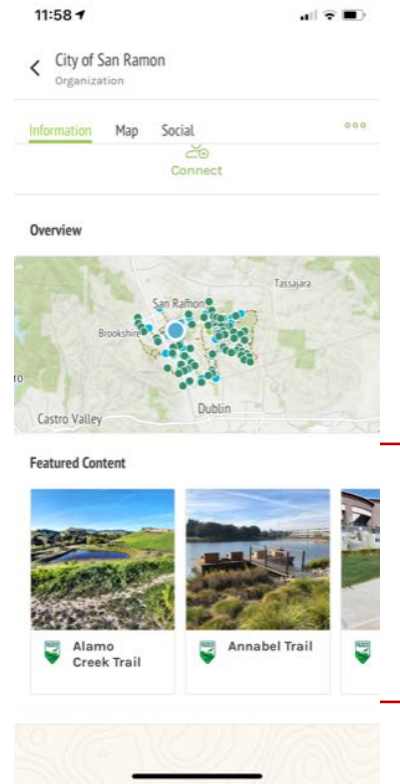 11:58
City of San Ramon
Organization
Information Map Social
Connect
Overview
Tassajara
San Ramon
Brookshire
ro
Castro Valley
Dublin
Featured Content
Alamo
Creek Trail
Annabel Trail